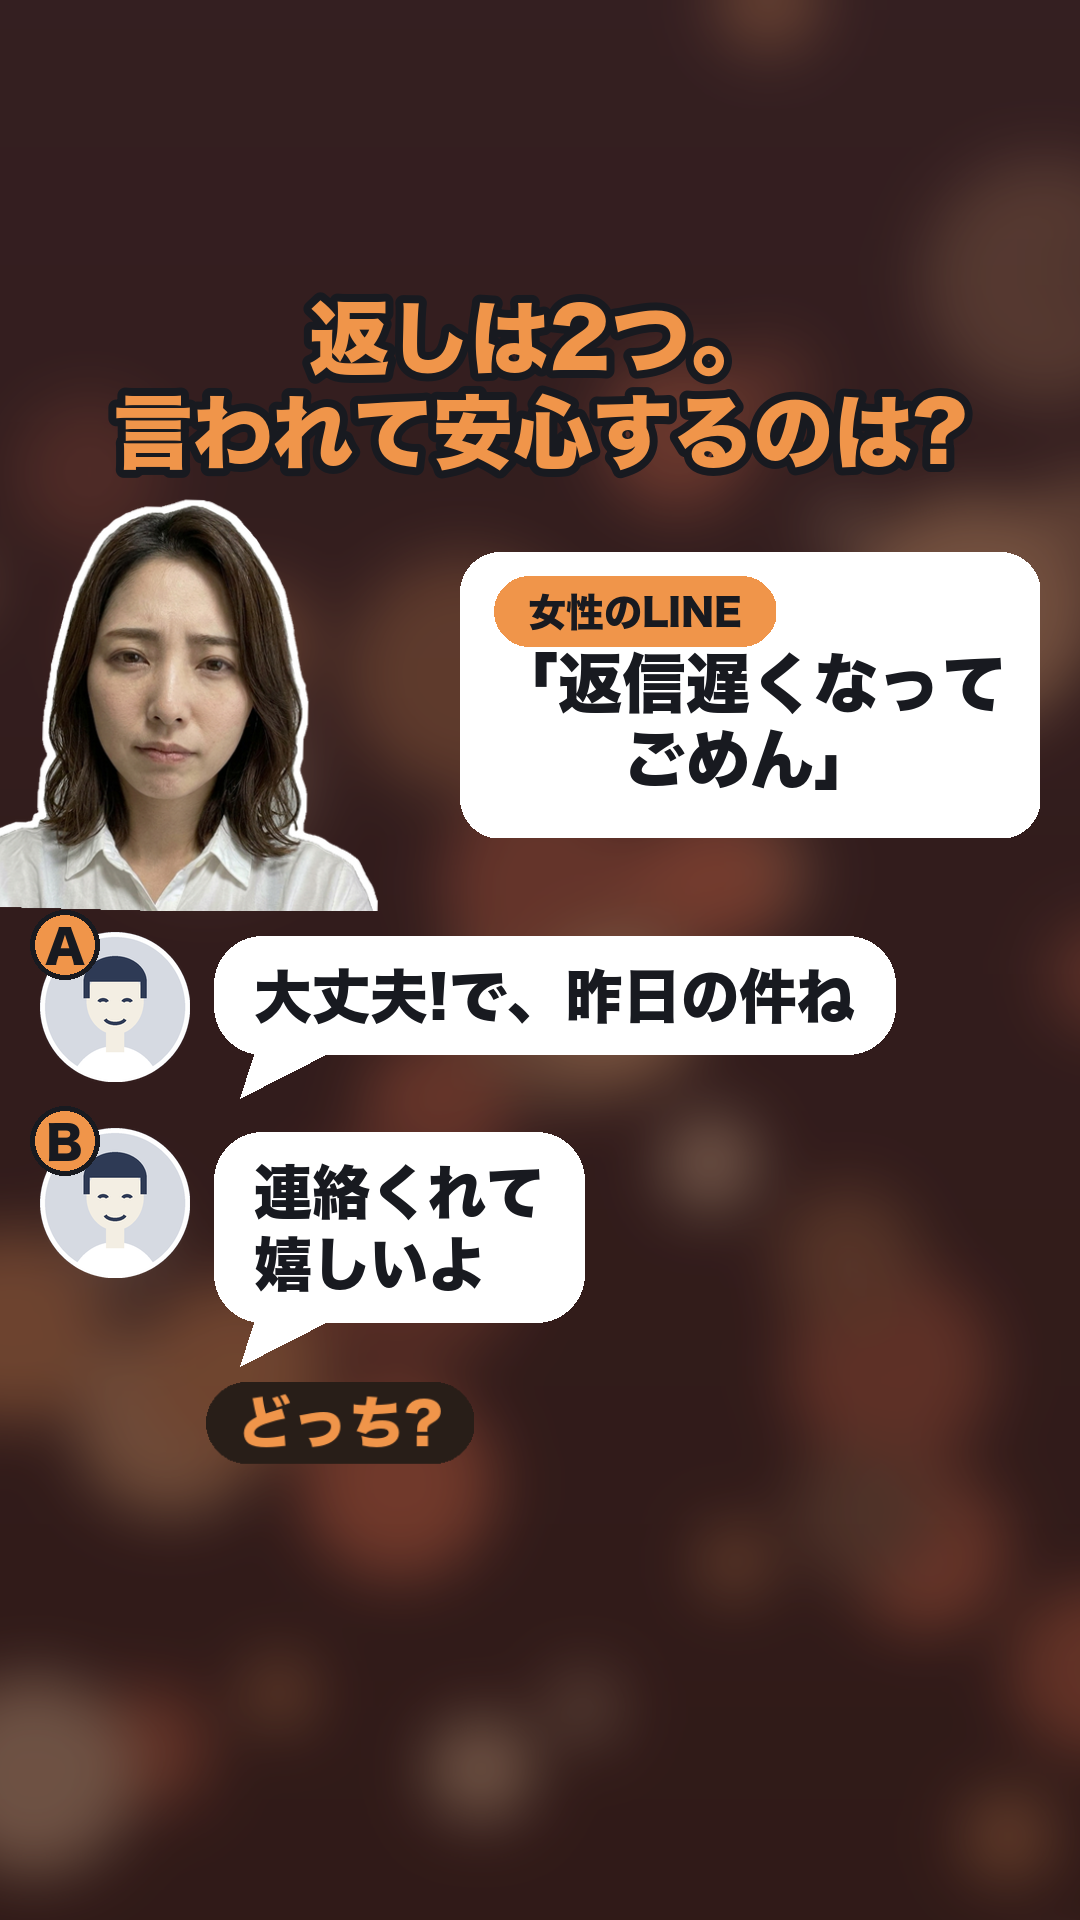 返しは2つ。
言われて安心するのは?
女性のLINE
「返信遅くなって
ごめん」
A
大丈夫!で、昨日の件ね
B
連絡くれて
嬉しいよ
どっち?